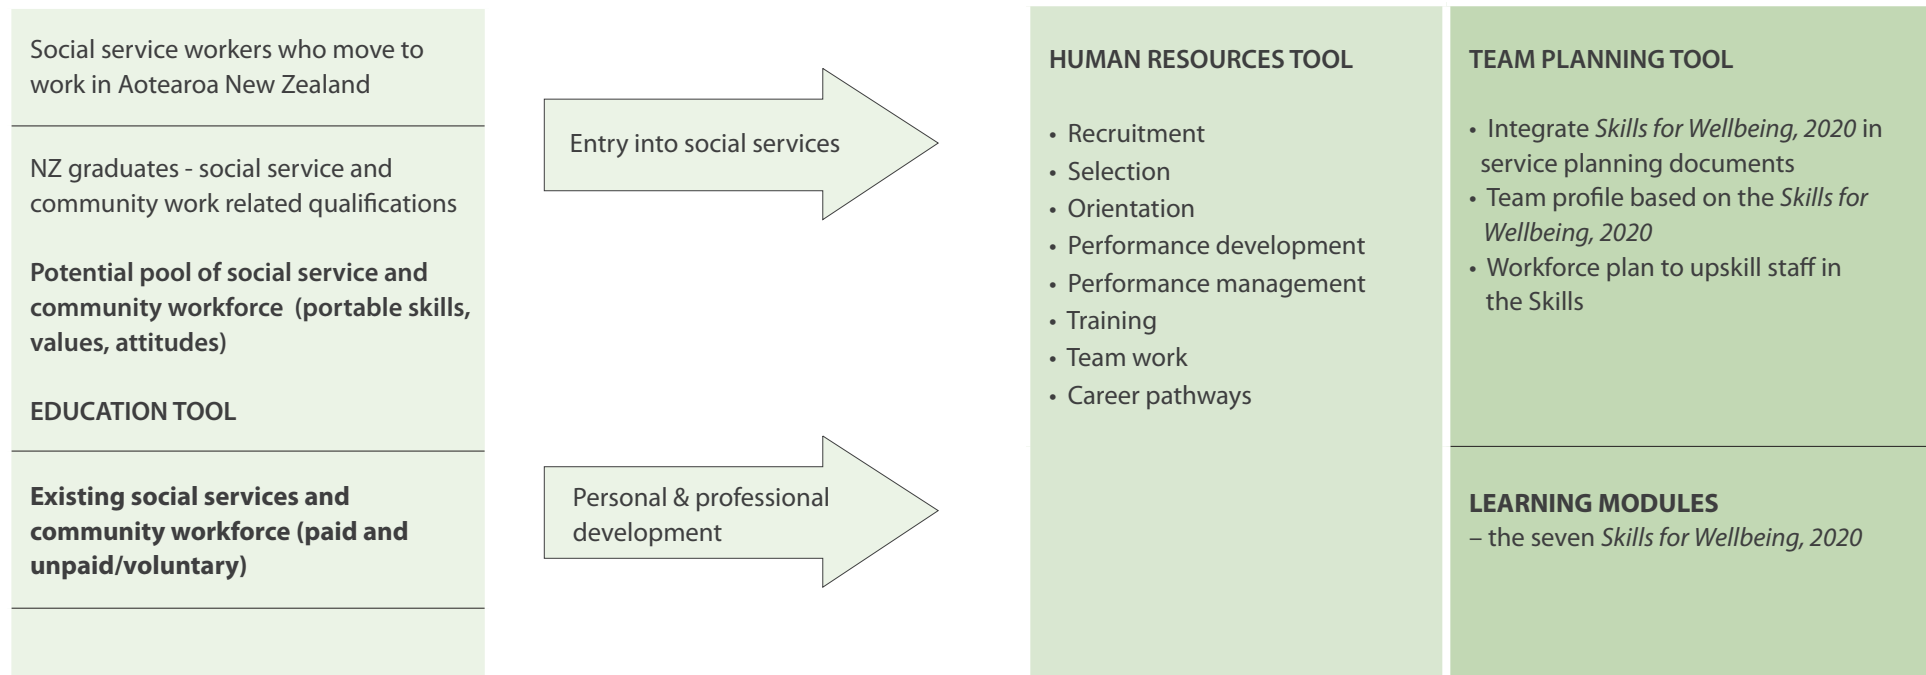 Social service workers who move to
work in Aotearoa New Zealand
NZ graduates - social service and
community work related qualifications
Potential pool of social service and
community workforce (portable skills,
values, attitudes)
EDUCATION TOOL
Existing social services and
community workforce (paid and
unpaid/voluntary)
Entry into social services
Personal & professional
development
HUMAN RESOURCES TOOL
• Recruitment
• Selection
• Orientation
• Performance development
• Performance management
• Training
• Team work
• Career pathways
TEAM PLANNING TOOL
• Integrate Skills for Wellbeing, 2020 in
service planning documents
• Team profile based on the Skills for
Wellbeing, 2020
• Workforce plan to upskill staff in
the Skills
LEARNING MODULES
– the seven Skills for Wellbeing, 2020